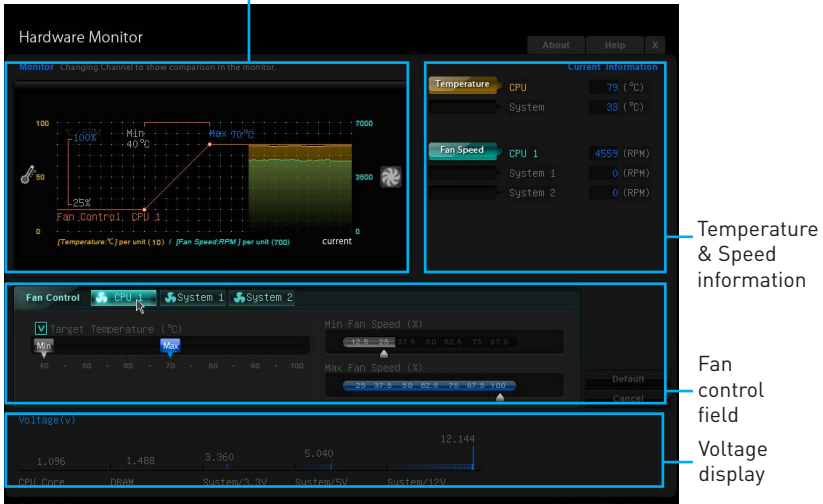 Hardware Monitor
About
Help
X
Monitor Changing Channel to show comparison in the monitor.
Current Information
100
7000
100%
Min
40°C
Max 70°C
50
3500
25%
Fan Control, CPU 1
0
0
[Temperature:°C] per unit (10) / [Fan Speed:RPM] per unit (700)
current
Temperature
CPU
79 (°C)
System
33 (°C)
Fan Speed
CPU 1
4559 (RPM)
System 1
0 (RPM)
System 2
0 (RPM)
Temperature
& Speed
information
Fan Control
CPU 1
System 1
System 2
V Target Temperature (°C)
Min
Max
40 - 50 - 60 - 70 - 80 - 90 - 100
Min Fan Speed (%)
12.5 25 37.5 50 62.5 75 87.5
Max Fan Speed (%)
25 37.5 50 62.5 75 87.5 100
Default
Cancel
Fan
control
field
Voltage(v)
1.096
1.488
3.360
5.040
12.144
CPU Core
DRAM
System/3.3V
System/5V
System/12V
Voltage
display